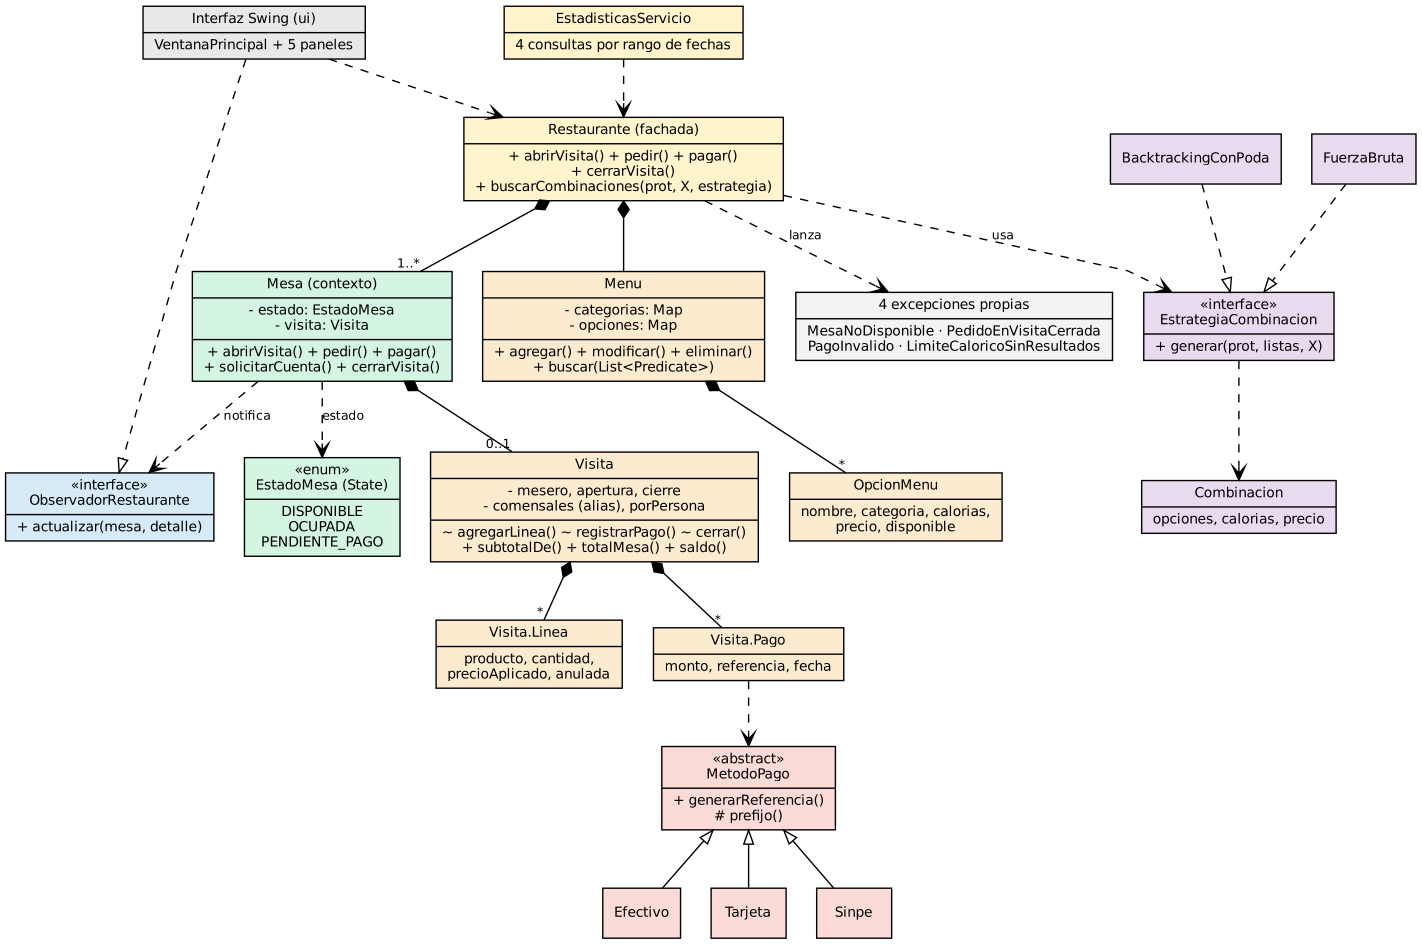 Interfaz Swing (ui)
VentanaPrincipal + 5 paneles
EstadisticasServicio
4 consultas por rango de fechas
Restaurante (fachada)
+ abrirVisita() + pedir() + pagar()
+ cerrarVisita()
+ buscarCombinaciones(prot, X, estrategia)
BacktrackingConPoda
FuerzaBruta
lanza
usa
1..*
Mesa (contexto)
- estado: EstadoMesa
- visita: Visita
+ abrirVisita() + pedir() + pagar()
+ solicitarCuenta() + cerrarVisita()
Menu
- categorias: Map
- opciones: Map
+ agregar() + modificar() + eliminar()
+ buscar(List<Predicate>)
4 excepciones propias
MesaNoDisponible · PedidoEnVisitaCerrada
PagoInvalido · LimiteCaloricoSinResultados
«interface»
EstrategiaCombinacion
+ generar(prot, listas, X)
notifica
estado
0..1
*
«interface»
ObservadorRestaurante
+ actualizar(mesa, detalle)
«enum»
EstadoMesa (State)
DISPONIBLE
OCUPADA
PENDIENTE_PAGO
Visita
- mesero, apertura, cierre
- comensales (alias), porPersona
~ agregarLinea() ~ registrarPago() ~ cerrar()
+ subtotalDe() + totalMesa() + saldo()
OpcionMenu
nombre, categoria, calorias,
precio, disponible
Combinacion
opciones, calorias, precio
*
*
Visita.Linea
producto, cantidad,
precioAplicado, anulada
Visita.Pago
monto, referencia, fecha
«abstract»
MetodoPago
+ generarReferencia()
# prefijo()
Efectivo
Tarjeta
Sinpe